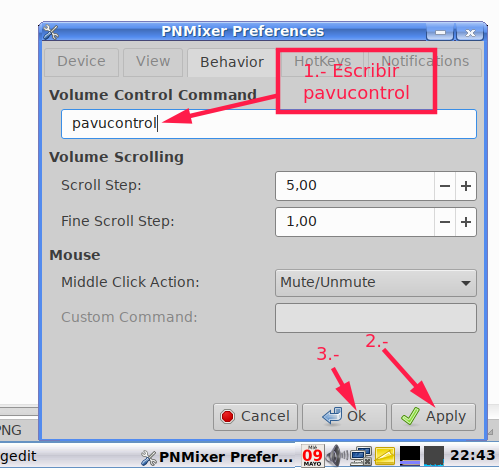 PNMixer Preferences
Device View Behavior HotKeys Notifications
1.- Escribir
pavucontrol
Volume Control Command
pavucontrol
Volume Scrolling
Scroll Step: 5,00
Fine Scroll Step: 1,00
Mouse
Middle Click Action: Mute/Unmute
Custom Command:
3.- 2.-
Cancel Ok Apply
PNG
gedit PNMixer Prefer... 09 MAYO 22:43